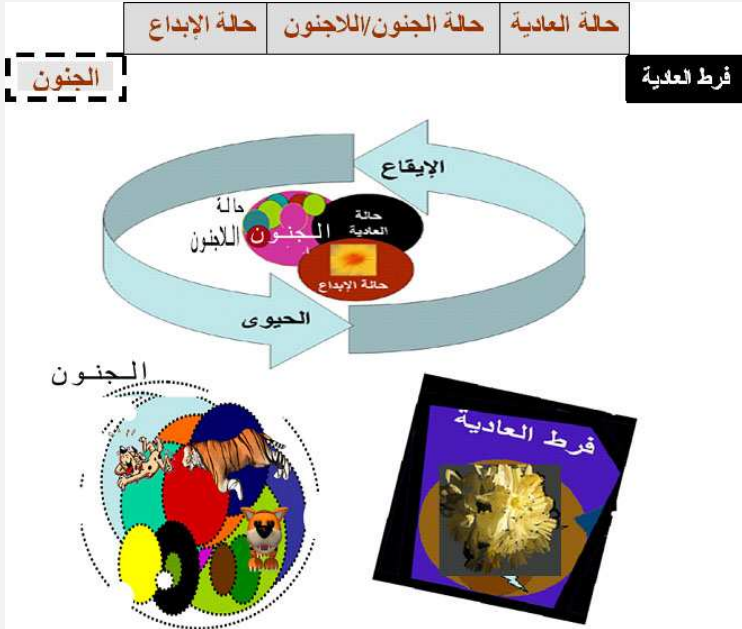 حالة العادية
حالة الجنون/اللاجنون
حالة الإبداع
فرط العادية
الجنون
الإيقاع
حالة
العادية
حالة
اللاجنون
الجنون
حالة الإبداع
الحيوى
الجنون
فرط العادية